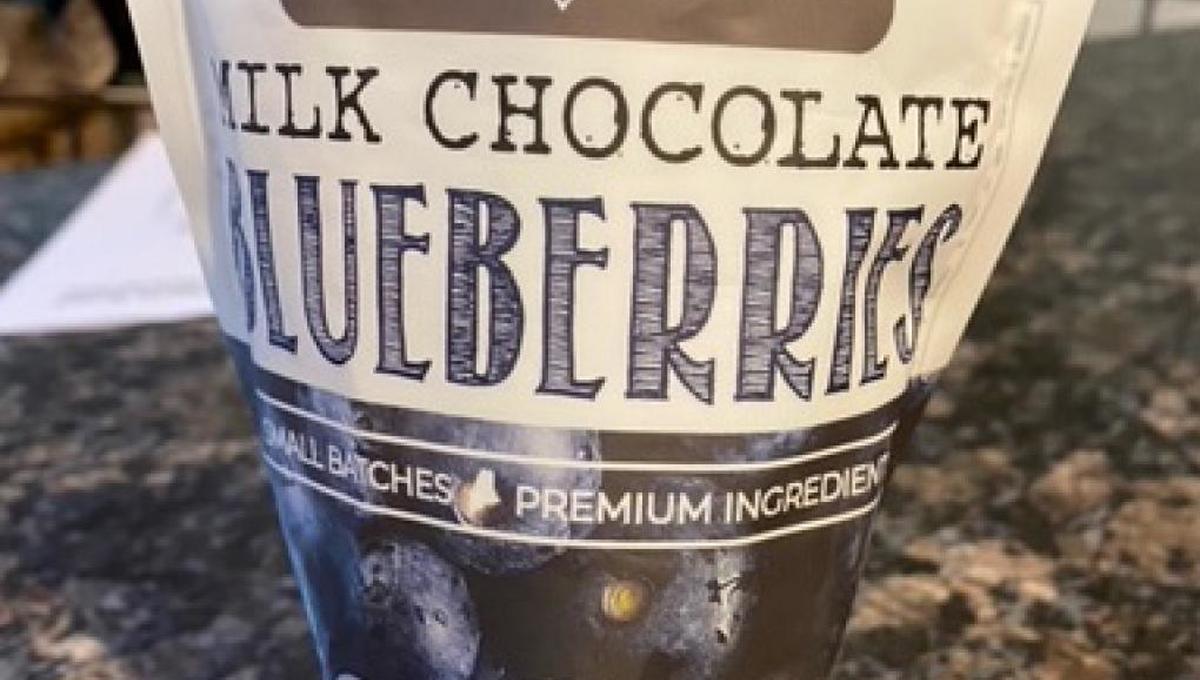 MILK CHOCOLATE
BLUEBERRIES
SMALL BATCHES PREMIUM INGREDIENT